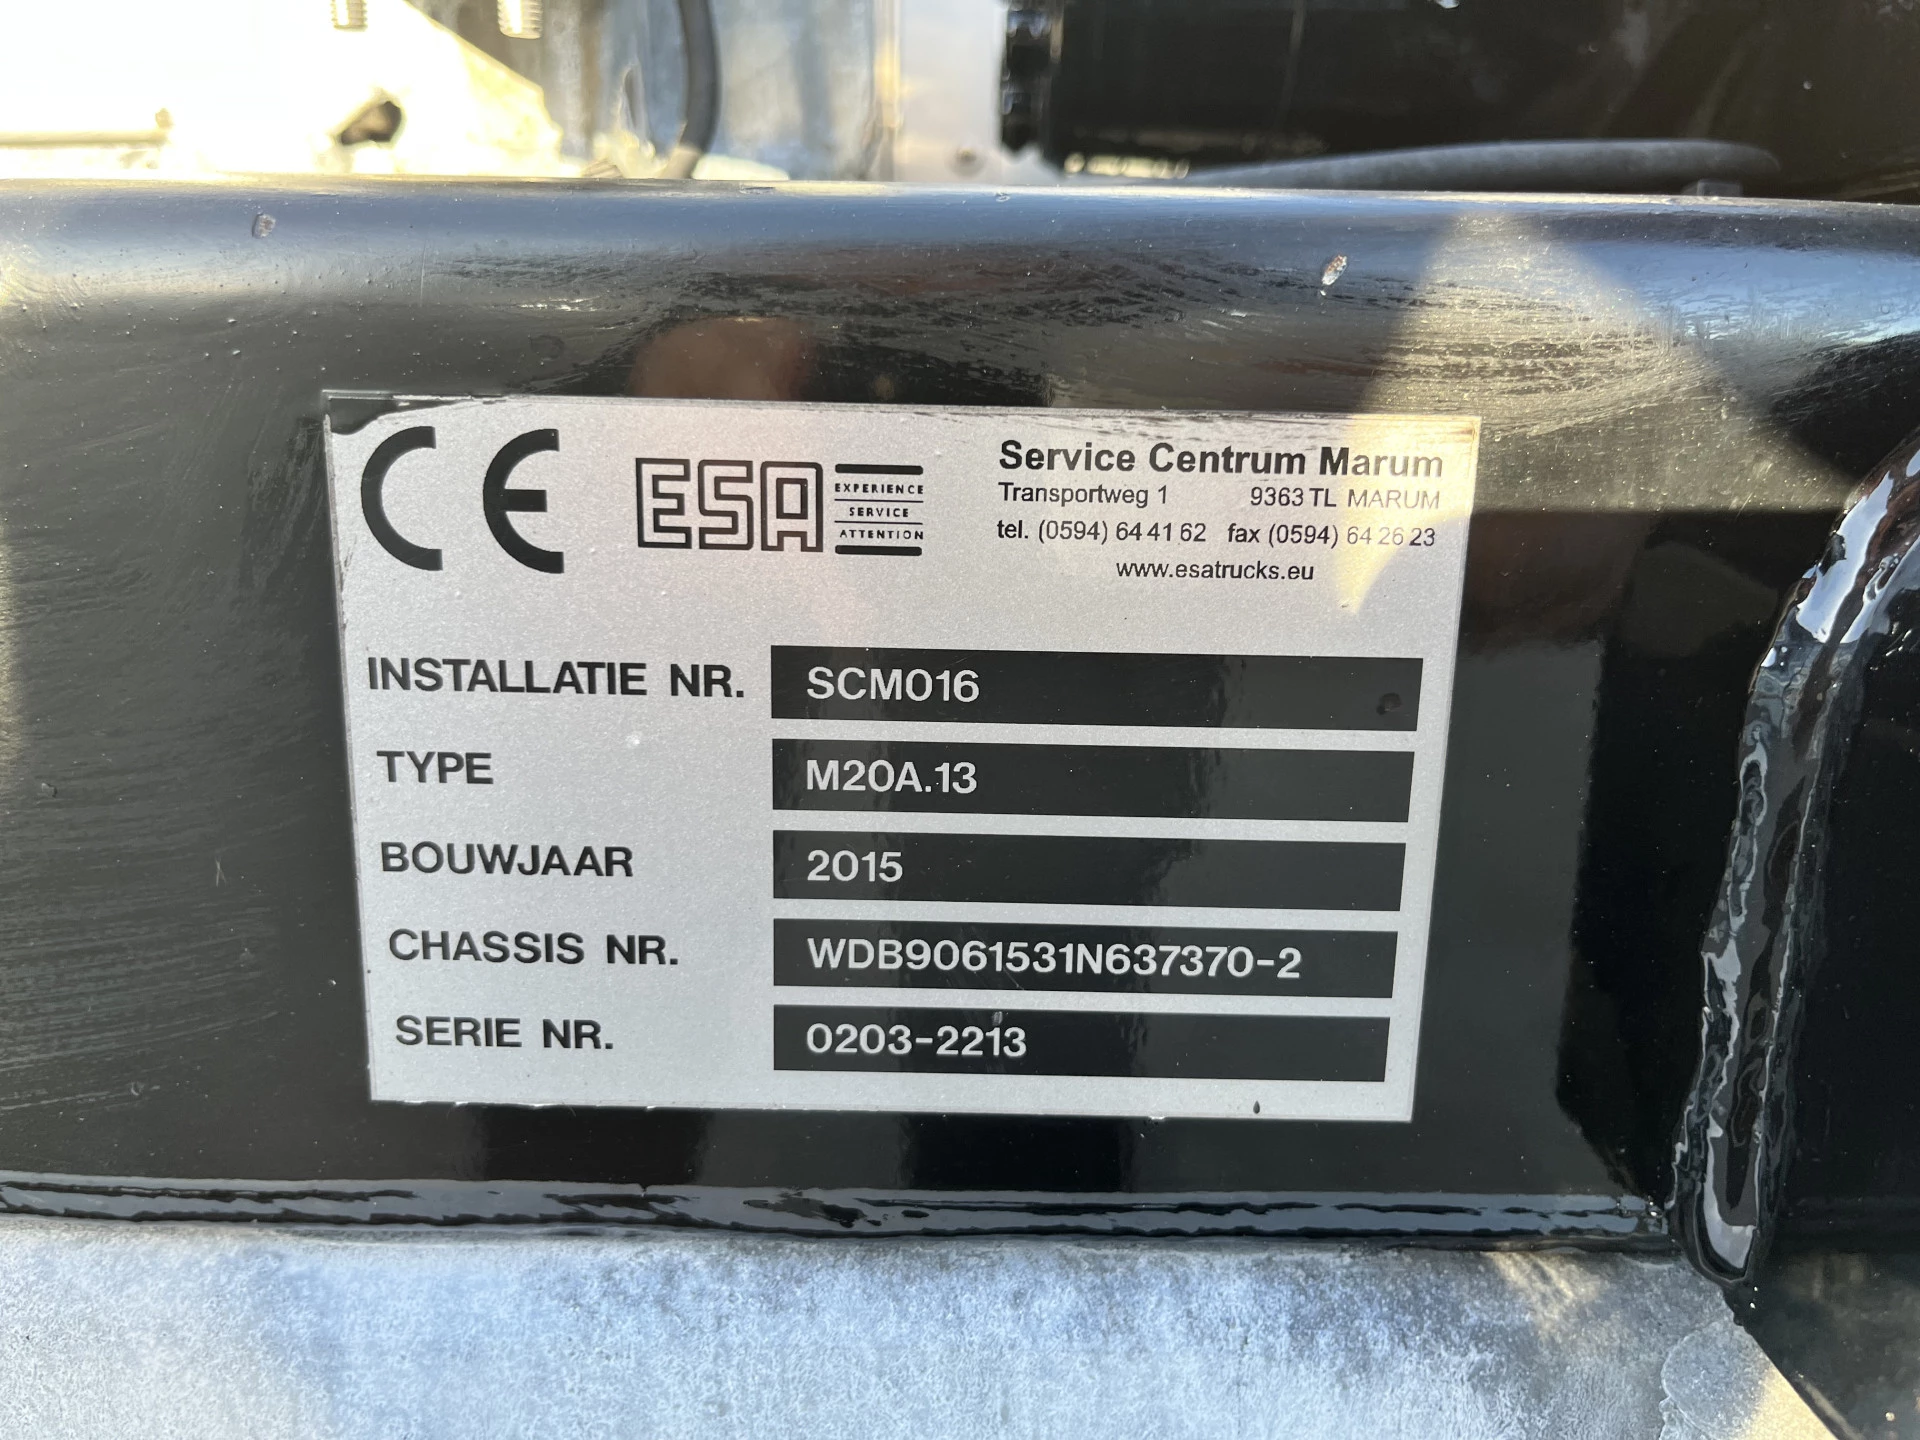 CE ESA EXPERIENCE
SERVICE
ATTENTION
Service Centrum Marum
Transportweg 1 9363 TL MARUM
tel. (0594) 64 41 62 fax (0594) 64 26 23
www.esatrucks.eu
INSTALLATIE NR. SCM016
TYPE M20A.13
BOUWJAAR 2015
CHASSIS NR. WDB9061531N637370-2
SERIE NR. 0203-2213